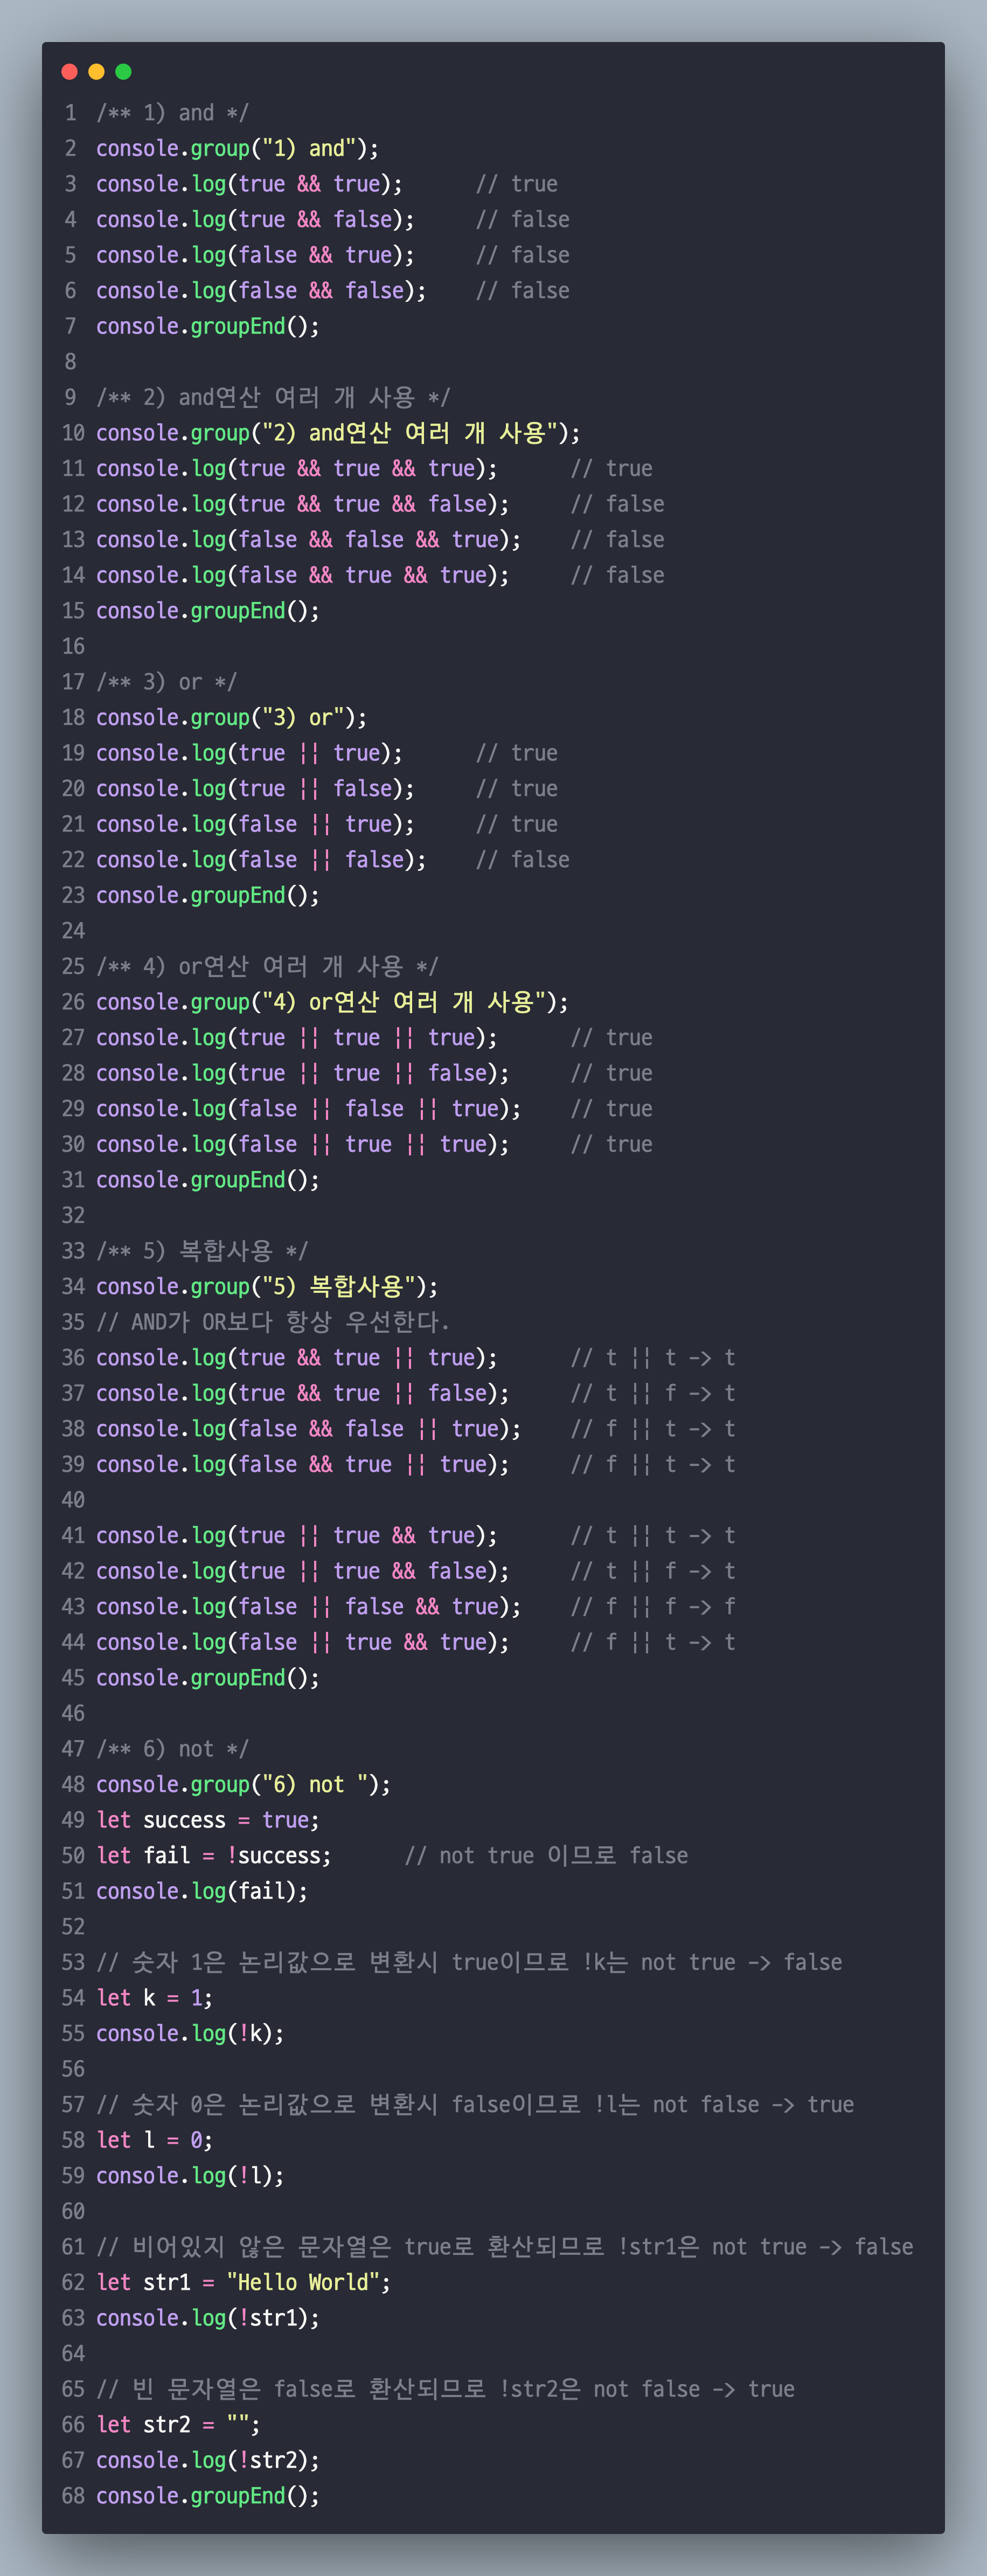 1 /** 1) and */
2 console.group("1) and");
3 console.log(true && true);      // true
4 console.log(true && false);     // false
5 console.log(false && true);     // false
6 console.log(false && false);    // false
7 console.groupEnd();
8
9 /** 2) and연산 여러 개 사용 */
10 console.group("2) and연산 여러 개 사용");
11 console.log(true && true && true);      // true
12 console.log(true && true && false);     // false
13 console.log(false && false && true);    // false
14 console.log(false && true && true);     // false
15 console.groupEnd();
16
17 /** 3) or */
18 console.group("3) or");
19 console.log(true || true);      // true
20 console.log(true || false);     // true
21 console.log(false || true);     // true
22 console.log(false || false);    // false
23 console.groupEnd();
24
25 /** 4) or연산 여러 개 사용 */
26 console.group("4) or연산 여러 개 사용");
27 console.log(true || true || true);      // true
28 console.log(true || true || false);     // true
29 console.log(false || false || true);    // true
30 console.log(false || true || true);     // true
31 console.groupEnd();
32
33 /** 5) 복합사용 */
34 console.group("5) 복합사용");
35 // AND가 OR보다 항상 우선한다.
36 console.log(true && true || true);      // t || t -> t
37 console.log(true && true || false);     // t || f -> t
38 console.log(false && false || true);    // f || t -> t
39 console.log(false && true || true);     // f || t -> t
40
41 console.log(true || true && true);      // t || t -> t
42 console.log(true || true && false);     // t || f -> t
43 console.log(false || false && true);    // f || f -> f
44 console.log(false || true && true);     // f || t -> t
45 console.groupEnd();
46
47 /** 6) not */
48 console.group("6) not ");
49 let success = true;
50 let fail = !success;      // not true 이므로 false
51 console.log(fail);
52
53 // 숫자 1은 논리값으로 변환시 true이므로 !k는 not true -> false
54 let k = 1;
55 console.log(!k);
56
57 // 숫자 0은 논리값으로 변환시 false이므로 !l는 not false -> true
58 let l = 0;
59 console.log(!l);
60
61 // 비어있지 않은 문자열은 true로 환산되므로 !str1은 not true -> false
62 let str1 = "Hello World";
63 console.log(!str1);
64
65 // 빈 문자열은 false로 환산되므로 !str2은 not false -> true
66 let str2 = "";
67 console.log(!str2);
68 console.groupEnd();